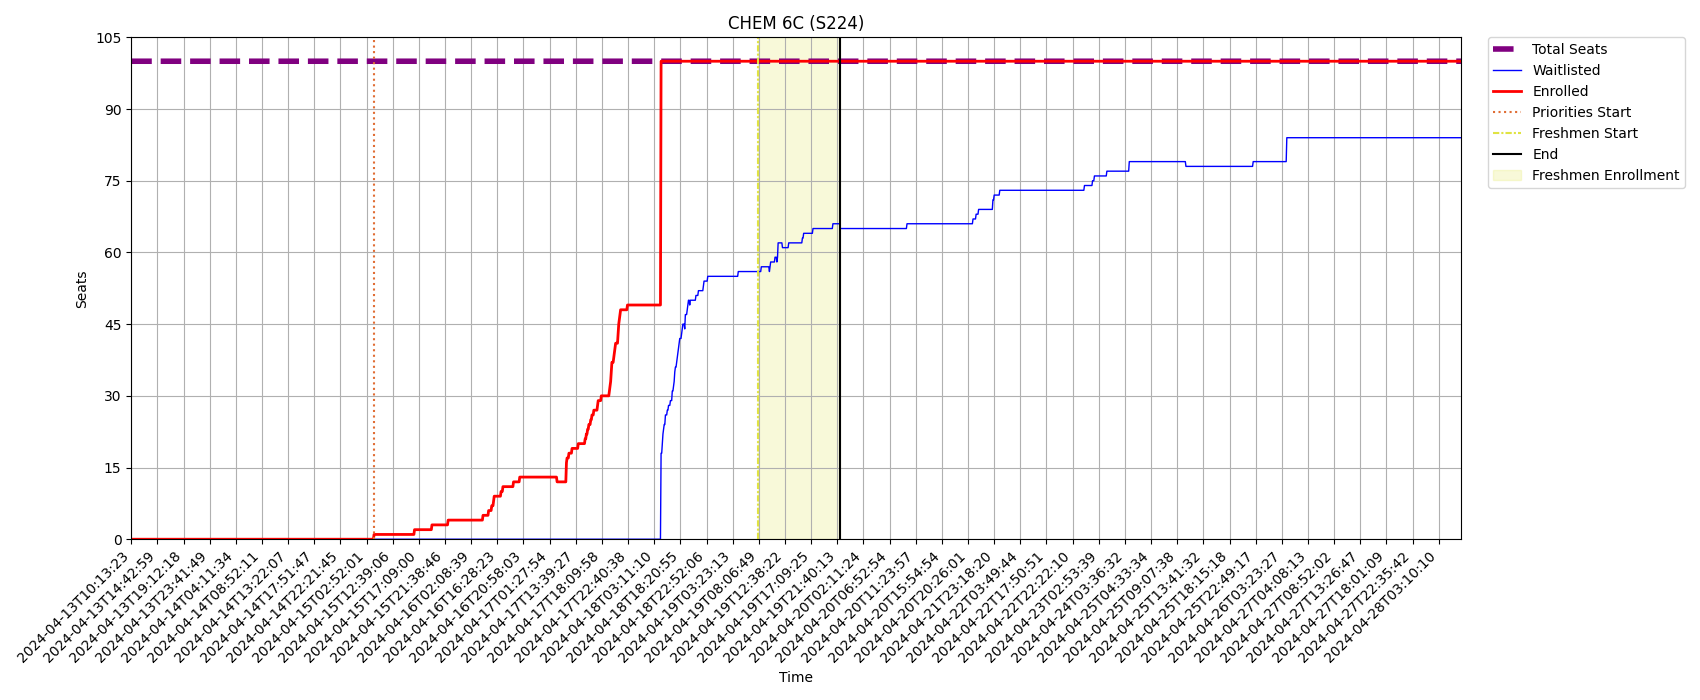 CHEM 6C (S224)
Total Seats
Waitlisted
Enrolled
Priorities Start
Freshmen Start
End
Freshmen Enrollment
105
90
75
60
45
30
15
0
Seats
2024-04-13T10:13:23
2024-04-13T14:42:59
2024-04-13T19:12:18
2024-04-13T23:41:49
2024-04-14T04:11:34
2024-04-14T08:52:11
2024-04-14T13:22:07
2024-04-14T17:51:47
2024-04-14T22:21:45
2024-04-15T02:52:01
2024-04-15T12:39:06
2024-04-15T17:09:00
2024-04-15T21:38:46
2024-04-16T02:08:39
2024-04-16T16:28:23
2024-04-16T20:58:03
2024-04-17T01:27:54
2024-04-17T13:39:27
2024-04-17T18:09:58
2024-04-17T22:40:38
2024-04-18T03:11:10
2024-04-18T18:20:55
2024-04-18T22:52:06
2024-04-19T03:23:13
2024-04-19T08:06:49
2024-04-19T12:38:22
2024-04-19T17:09:25
2024-04-19T21:40:13
2024-04-20T02:11:24
2024-04-20T06:52:54
2024-04-20T11:23:57
2024-04-20T15:54:54
2024-04-20T20:26:01
2024-04-21T23:18:20
2024-04-22T03:49:44
2024-04-22T17:50:51
2024-04-22T22:22:10
2024-04-23T02:53:39
2024-04-24T03:36:32
2024-04-25T04:33:34
2024-04-25T09:07:38
2024-04-25T13:41:32
2024-04-25T18:15:18
2024-04-25T22:49:17
2024-04-26T03:23:27
2024-04-27T04:08:13
2024-04-27T08:52:02
2024-04-27T13:26:47
2024-04-27T18:01:09
2024-04-27T22:35:42
2024-04-28T03:10:10
Time